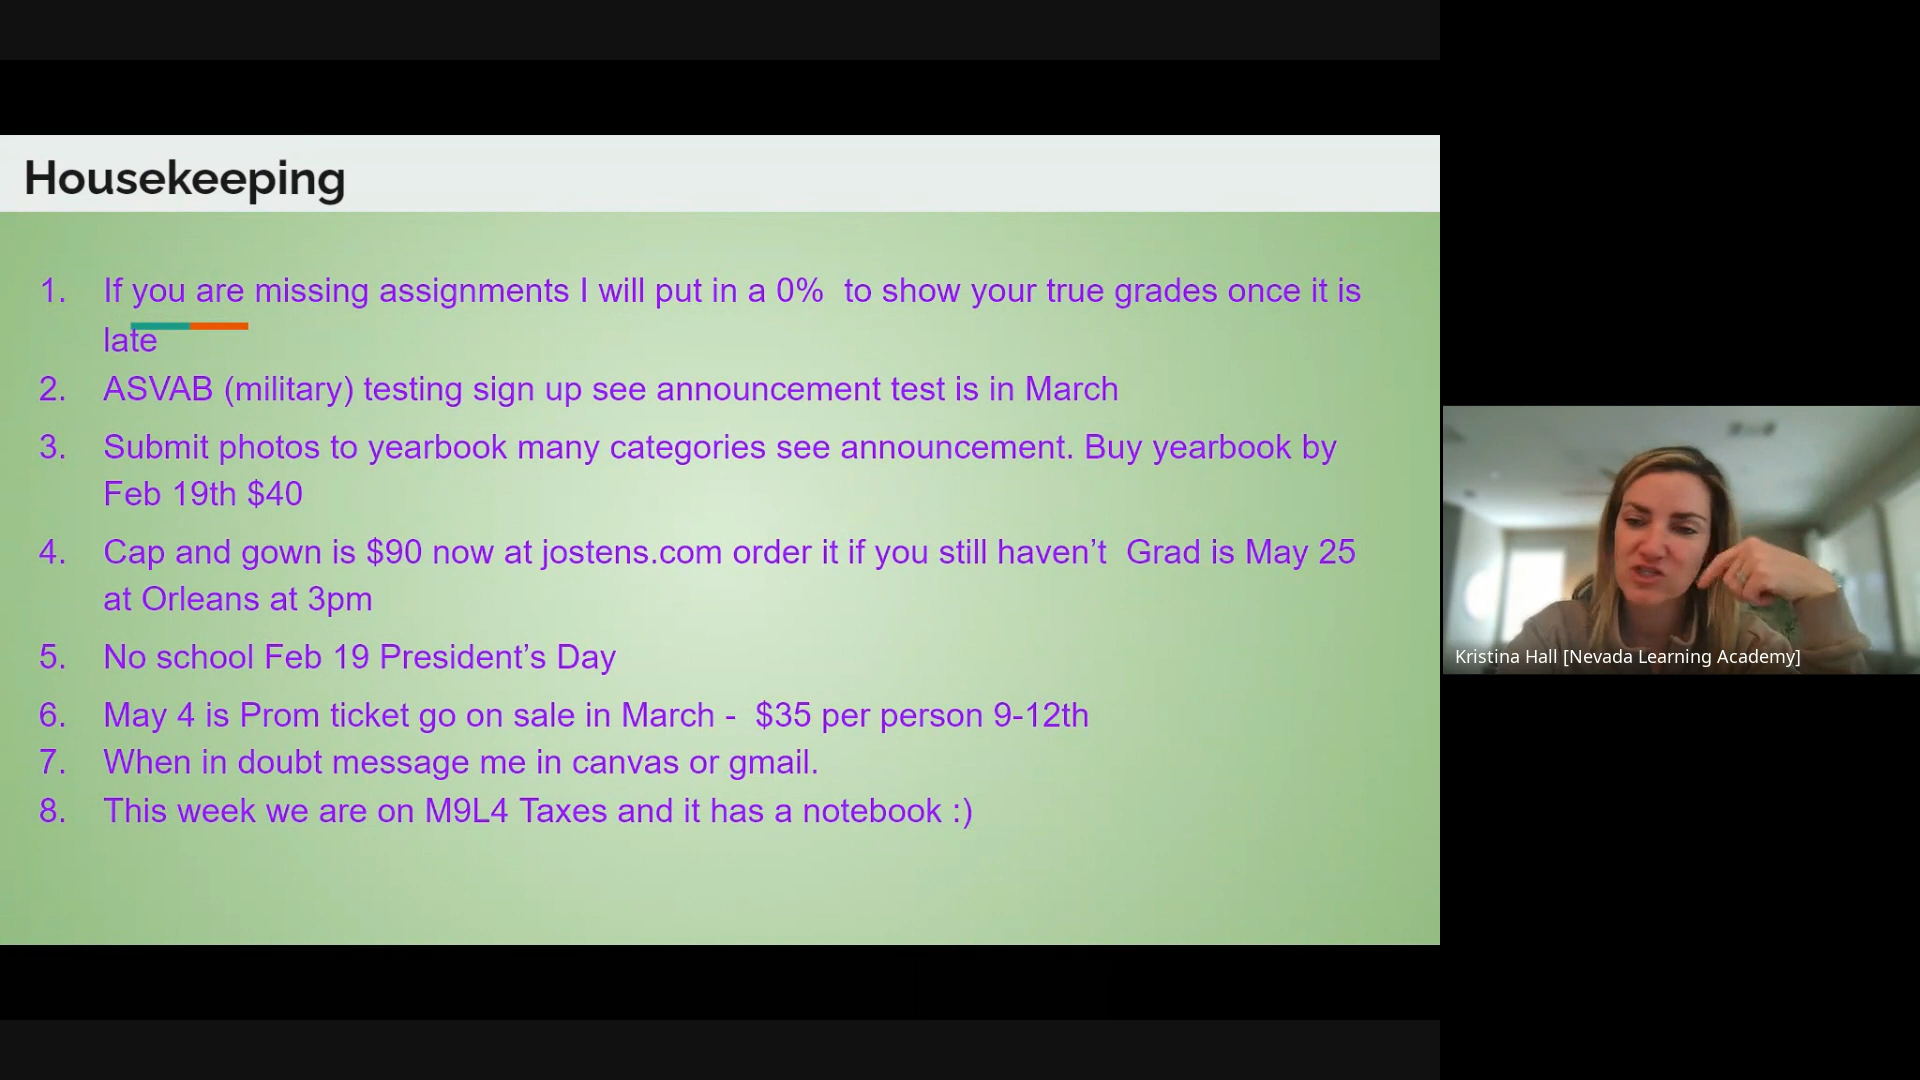 Housekeeping
1. If you are missing assignments I will put in a 0%  to show your true grades once it is
late
2. ASVAB (military) testing sign up see announcement test is in March
3. Submit photos to yearbook many categories see announcement. Buy yearbook by
Feb 19th $40
4. Cap and gown is $90 now at jostens.com order it if you still haven’t  Grad is May 25
at Orleans at 3pm
5. No school Feb 19 President’s Day
6. May 4 is Prom ticket go on sale in March -  $35 per person 9-12th
7. When in doubt message me in canvas or gmail.
8. This week we are on M9L4 Taxes and it has a notebook :)
Kristina Hall [Nevada Learning Academy]